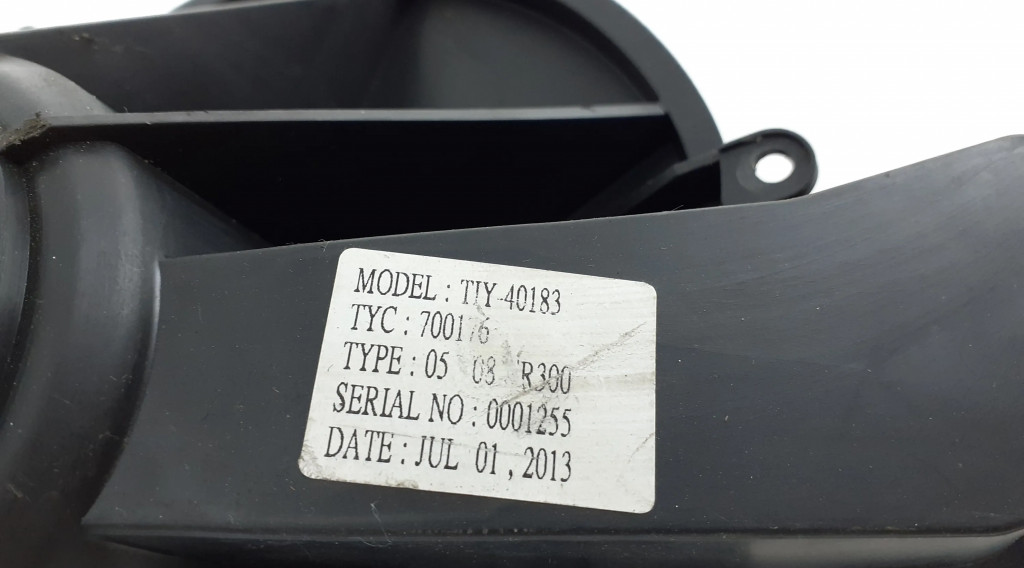 MODEL : TIY-40183
TYC : 700176
TYPE : 05 08 R300
SERIAL NO : 0001255
DATE : JUL 01 , 2013